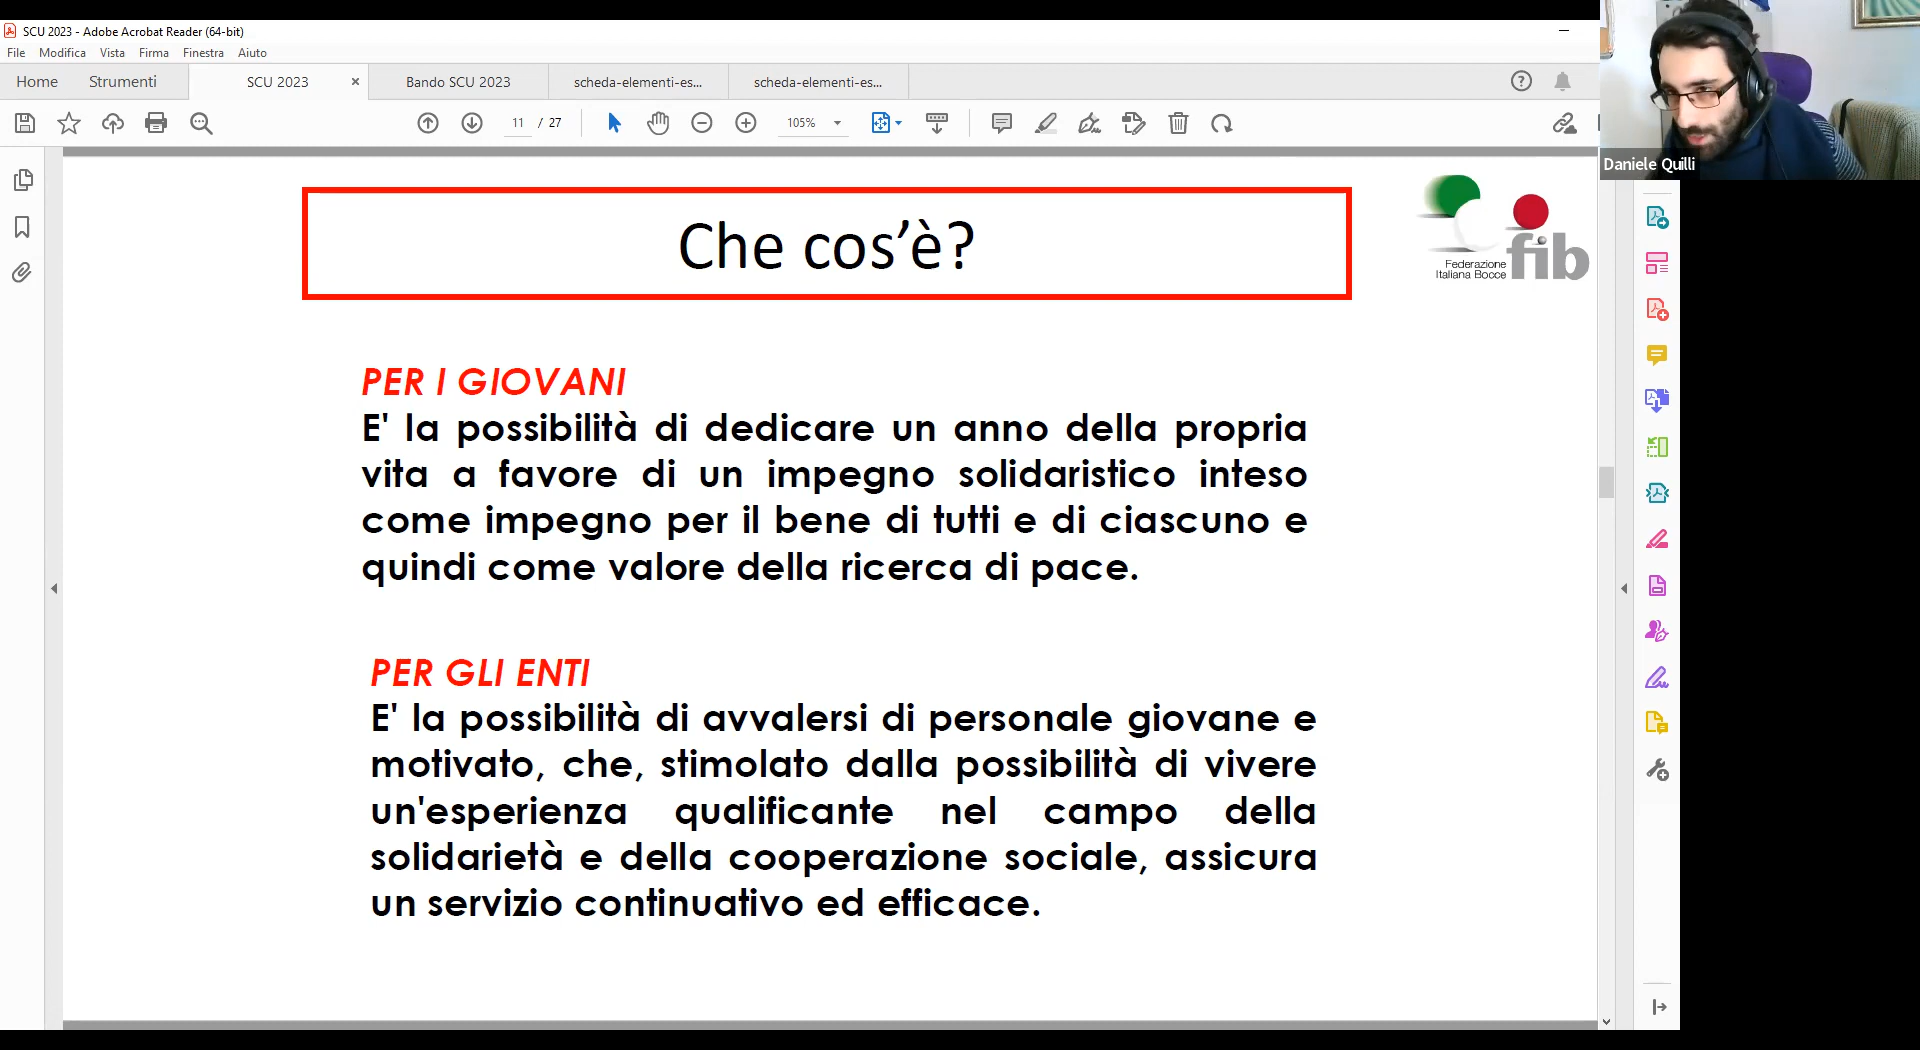 SCU 2023 - Adobe Acrobat Reader (64-bit)
File Modifica Vista Firma Finestra Aiuto
Home Strumenti SCU 2023 × Bando SCU 2023 scheda-elementi-es... scheda-elementi-es...
11 / 27 105%
Daniele Quilli
Che cos’è?
fib
Federazione
Italiana Bocce
PER I GIOVANI
E' la possibilità di dedicare un anno della propria
vita a favore di un impegno solidaristico inteso
come impegno per il bene di tutti e di ciascuno e
quindi come valore della ricerca di pace.
PER GLI ENTI
E' la possibilità di avvalersi di personale giovane e
motivato, che, stimolato dalla possibilità di vivere
un'esperienza qualificante nel campo della
solidarietà e della cooperazione sociale, assicura
un servizio continuativo ed efficace.